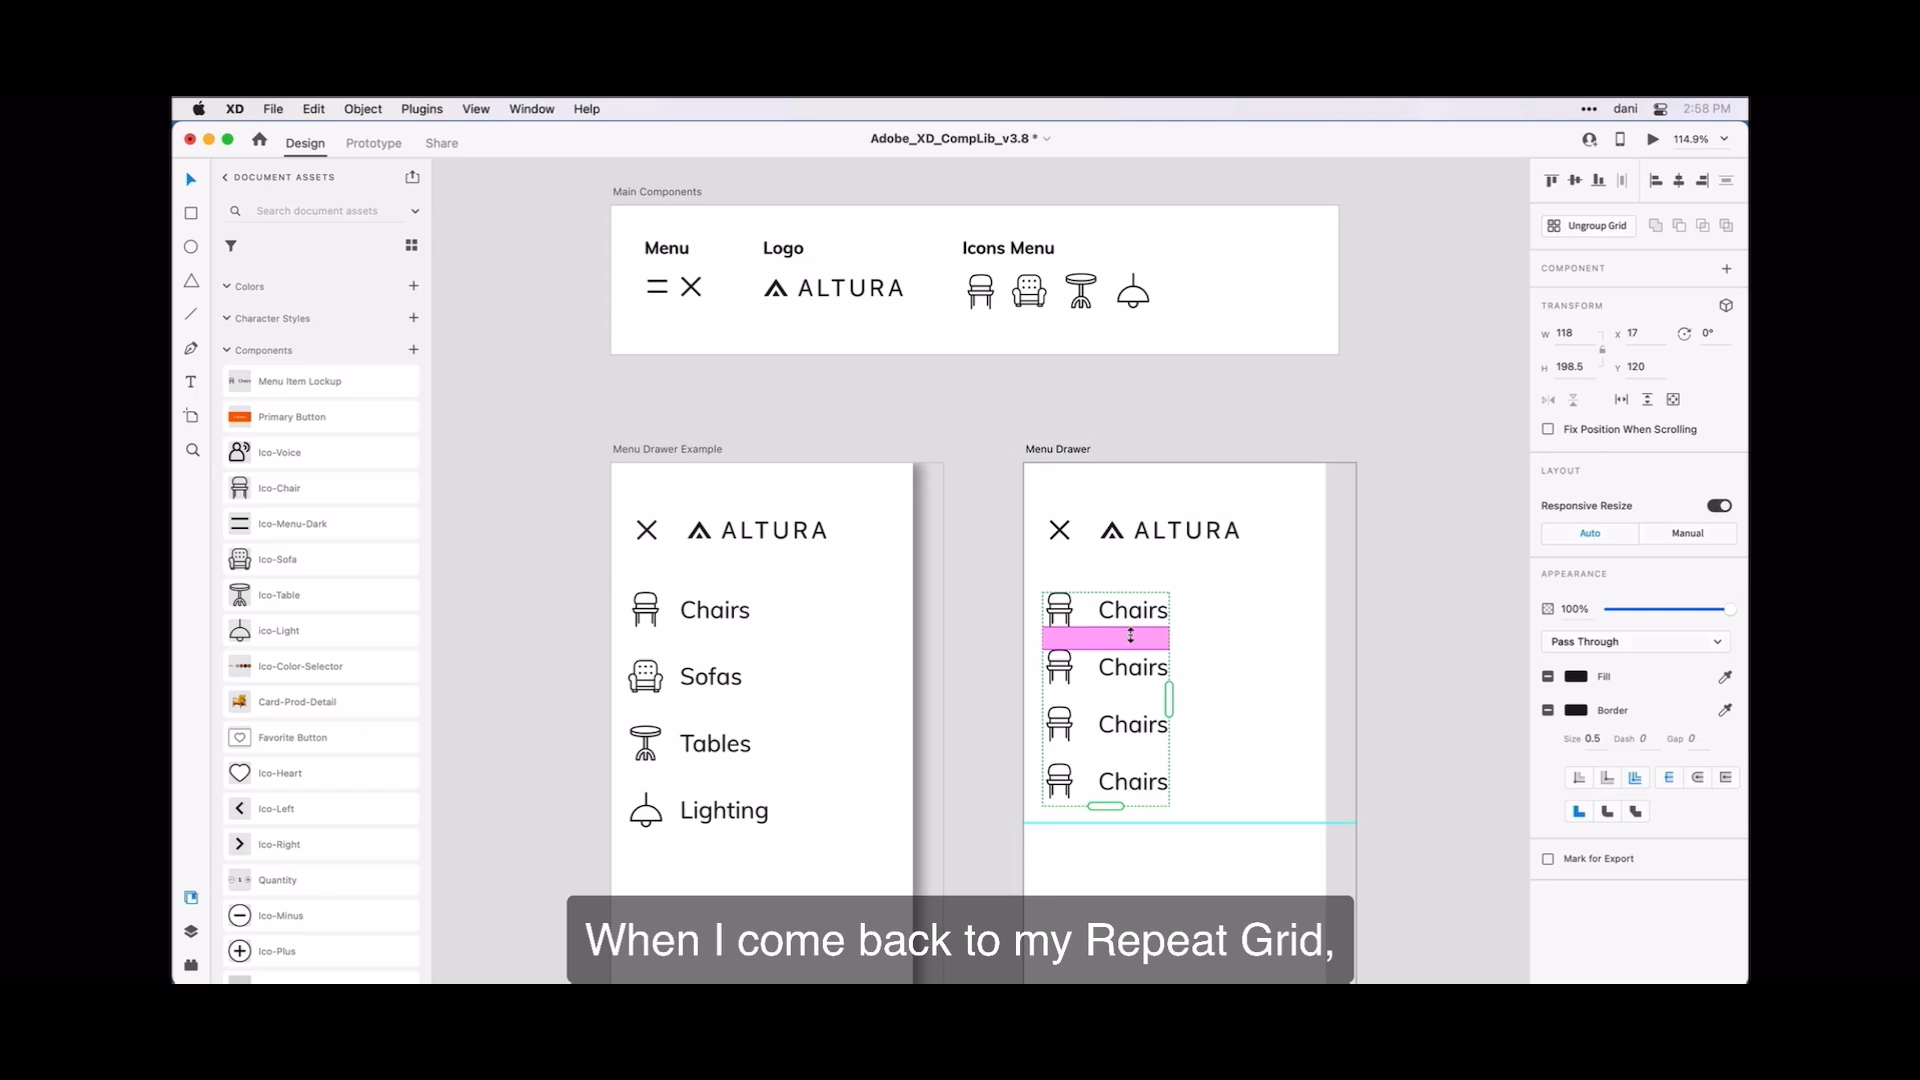 XD File Edit Object Plugins View Window Help
dani 2:58 PM
Design Prototype Share
Adobe_XD_CompLib_v3.8 *
114.9%
DOCUMENT ASSETS
Search document assets
Colors
Character Styles
Components
Menu Item Lockup
Primary Button
Ico-Voice
Ico-Chair
Ico-Menu-Dark
Ico-Sofa
Ico-Table
ico-Light
Ico-Color-Selector
Card-Prod-Detail
Favorite Button
Ico-Heart
Ico-Left
Ico-Right
Quantity
Ico-Minus
Ico-Plus
Main Components
Menu Logo Icons Menu
ALTURA
Menu Drawer Example
ALTURA
Chairs
Sofas
Tables
Lighting
Menu Drawer
ALTURA
Chairs
Chairs
Chairs
Chairs
Ungroup Grid
COMPONENT
TRANSFORM
W 118 X 17 0°
H 198.5 Y 120
Fix Position When Scrolling
LAYOUT
Responsive Resize
Auto Manual
APPEARANCE
100%
Pass Through
Fill
Border
Size 0.5 Dash 0 Gap 0
Mark for Export
When I come back to my Repeat Grid,